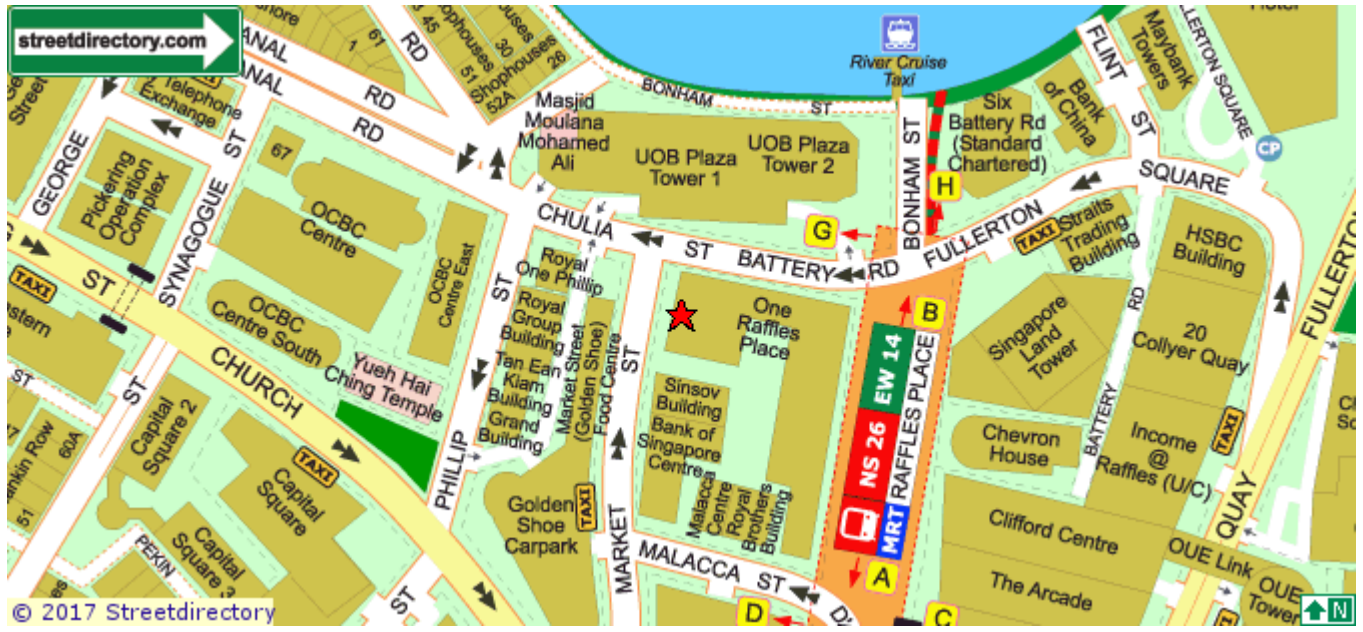 streetdirectory.com
Telephone
Exchange
CANAL
RD
CANAL
RD
61
1
RD
45
Shophouses
51
30
Shophouses
52A
26
Masjid
Moulana
Mohamed
Ali
BONHAM
ST
River Cruise
Taxi
UOB Plaza
Tower 1
UOB Plaza
Tower 2
BONHAM ST
Six
Battery Rd
(Standard
Chartered)
H
Bank
of China
FLINT
ST
Maybank
Towers
FULLERTON SQUARE
CP
SQUARE
GEORGE
ST
Pickering
Operation
Complex
SYNAGOGUE
ST
67
OCBC
Centre
OCBC
Centre East
OCBC
Centre South
CHULIA
ST
BATTERY
RD
FULLERTON
G
TAXI
Straits
Trading
Building
HSBC
Building
FULLERTON
QUAY
ST
CHURCH
TAXI
TAXI
Yueh Hai
Ching Temple
PHILLIP
ST
Royal
One Phillip
Royal
Group
Building
Tan Ean
Kiam
Building
Grand
Building
Market Street
(Golden Shoe)
Food Centre
MARKET
ST
One
Raffles
Place
Sinsov
Building
Bank of
Singapore
Centre
Malacca
Centre
Royal
Brothers
Building
B
EW 14
NS 26
MRT
RAFFLES PLACE
A
Singapore
Land
Tower
BATTERY
RD
20
Collyer Quay
Chevron
House
Income
@
Raffles (U/C)
TAXI
Clifford Centre
The Arcade
OUE Link
OUE
Tower
ST
60A
51
Capital
Square 2
Capital
Square
Capital
Square 3
PEKIN
ST
Golden
Shoe
Carpark
TAXI
MALACCA
ST
D
C
N
© 2017 Streetdirectory